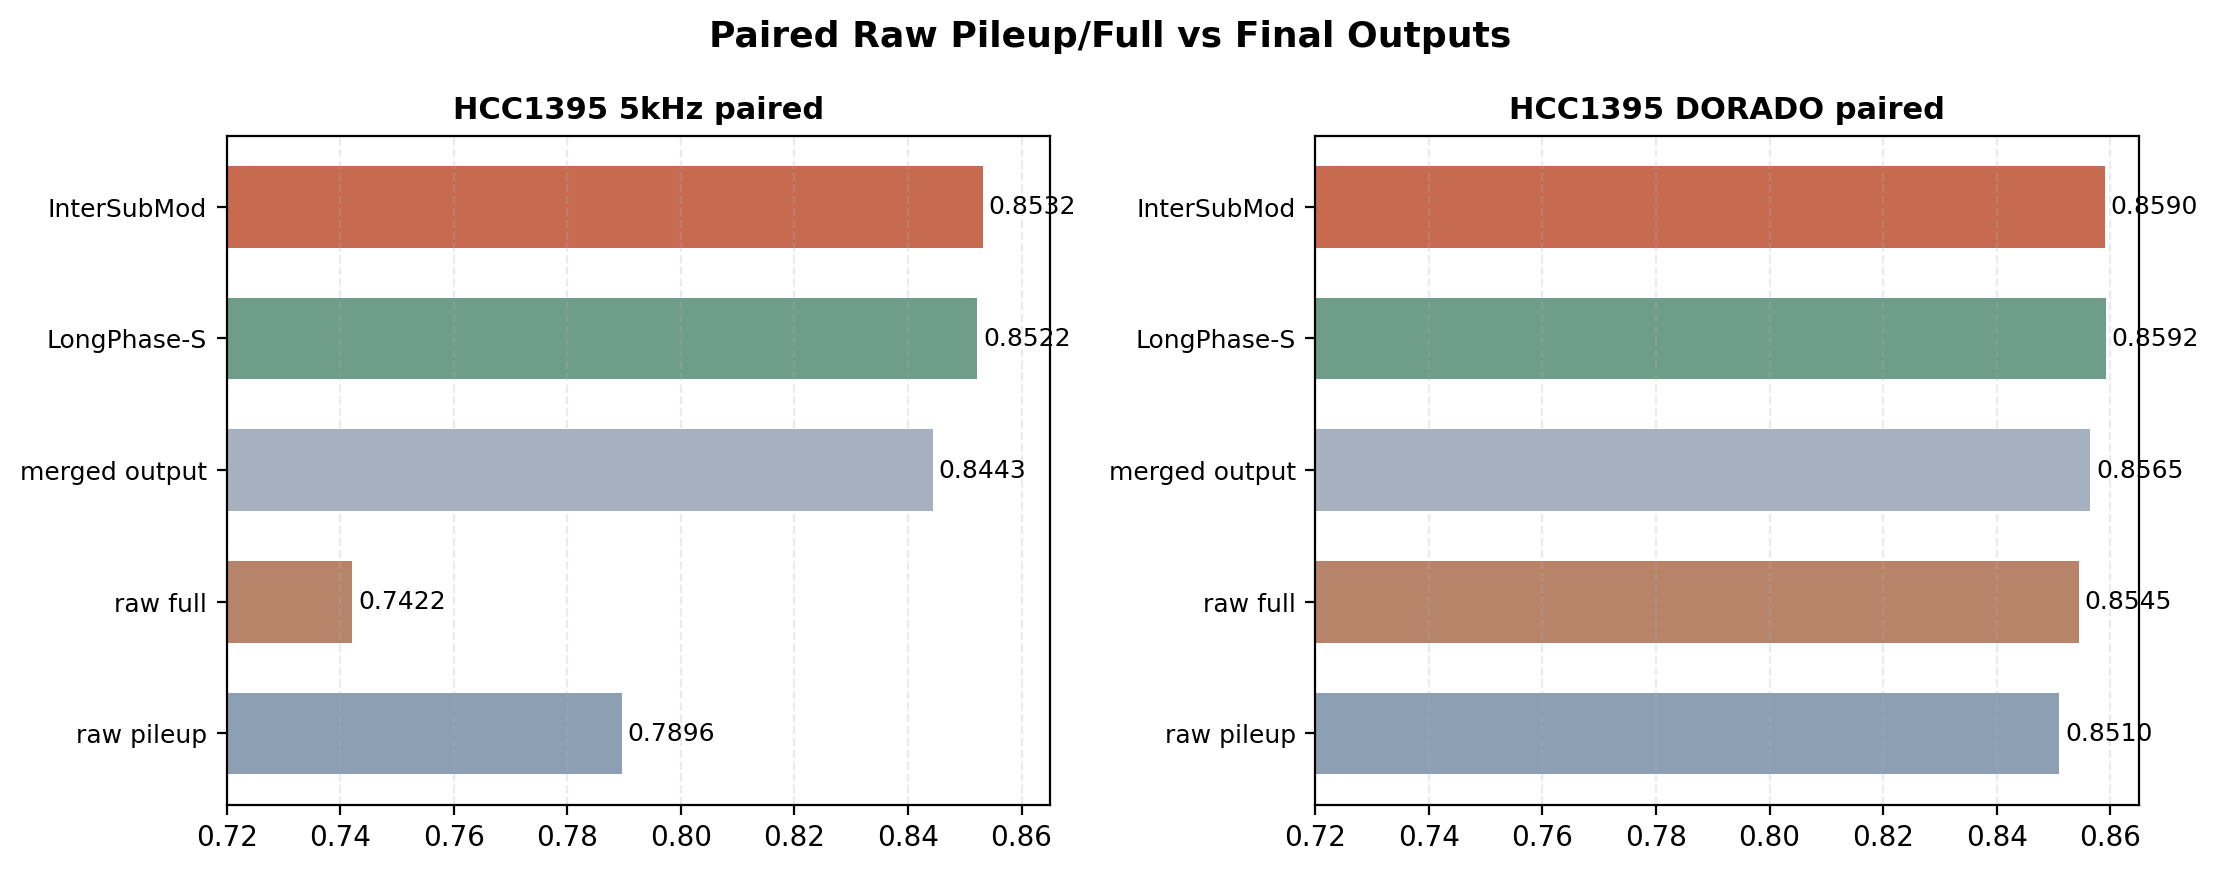 Paired Raw Pileup/Full vs Final Outputs
HCC1395 5kHz paired
InterSubMod
0.8532
LongPhase-S
0.8522
merged output
0.8443
raw full
0.7422
raw pileup
0.7896
0.72 0.74 0.76 0.78 0.80 0.82 0.84 0.86
HCC1395 DORADO paired
InterSubMod
0.8590
LongPhase-S
0.8592
merged output
0.8565
raw full
0.8545
raw pileup
0.8510
0.72 0.74 0.76 0.78 0.80 0.82 0.84 0.86